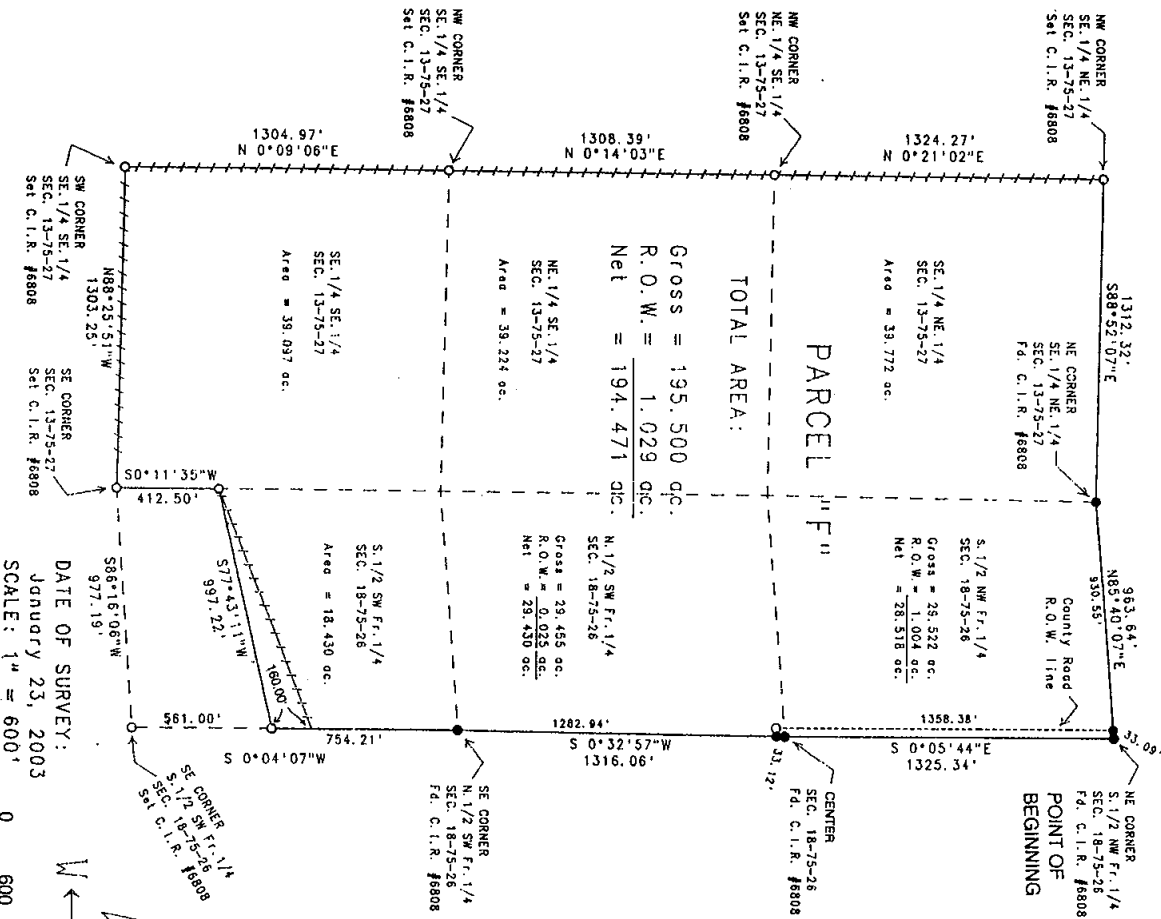 NW CORNER
SE.1/4 NE.1/4
SEC. 13-75-27
Set C.I.R. #6808
NW CORNER
NE.1/4 SE.1/4
SEC. 13-75-27
Set C.I.R. #6808
NW CORNER
SE.1/4 SE.1/4
SEC. 13-75-27
Set C.I.R. #6808
1324.27'
N 0°21'02"E
1308.39'
N 0°14'03"E
1304.97'
N 0°09'06"E
SW CORNER
SE.1/4 SE.1/4
SEC. 13-75-27
Set C.I.R. #6808
1312.32'
S88°52'07"E
NE CORNER
SE.1/4 NE.1/4
SEC. 13-75-27
Fd. C.I.R. #6808
SE.1/4 NE.1/4
SEC. 13-75-27
Area = 39.772 ac.
NE.1/4 SE.1/4
SEC. 13-75-27
Area = 39.224 ac.
SE.1/4 SE.1/4
SEC. 13-75-27
Area = 39.097 ac.
PARCEL "F"
TOTAL AREA:
Gross = 195.500 ac.
R.O.W. = 1.029 ac.
Net = 194.471 ac.
N88°25'51"W
1303.25'
SE CORNER
SEC. 13-75-27
Set C.I.R. #6808
S0°11'35"W
412.50'
963.64'
N85°40'07"E
930.55'
County Road
R.O.W. line
S.1/2 NW Fr.1/4
SEC. 18-75-26
Gross = 29.522 ac.
R.O.W. = 1.004 ac.
Net = 28.518 ac.
N.1/2 SW Fr.1/4
SEC. 18-75-26
Gross = 29.455 ac.
R.O.W. = 0.025 ac.
Net = 29.430 ac.
S.1/2 SW Fr.1/4
SEC. 18-75-26
Area = 18.430 ac.
S77°43'11"W
997.22'
160.00'
S86°16'06"W
977.19'
561.00'
754.21'
S 0°04'07"W
1282.94'
S 0°32'57"W
1316.06'
33.12'
1358.38'
S 0°05'44"E
1325.34'
33.09'
NE CORNER
S.1/2 NW Fr.1/4
SEC. 18-75-26
Fd. C.I.R. #6808
POINT OF
BEGINNING
CENTER
SEC. 18-75-26
Fd. C.I.R. #6808
SE CORNER
N.1/2 SW Fr.1/4
SEC. 18-75-26
Fd. C.I.R. #6808
SE CORNER
S.1/2 SW Fr.1/4
SEC. 18-75-26
Set C.I.R. #6808
DATE OF SURVEY:
January 23, 2003
SCALE: 1" = 600'
0 600
W